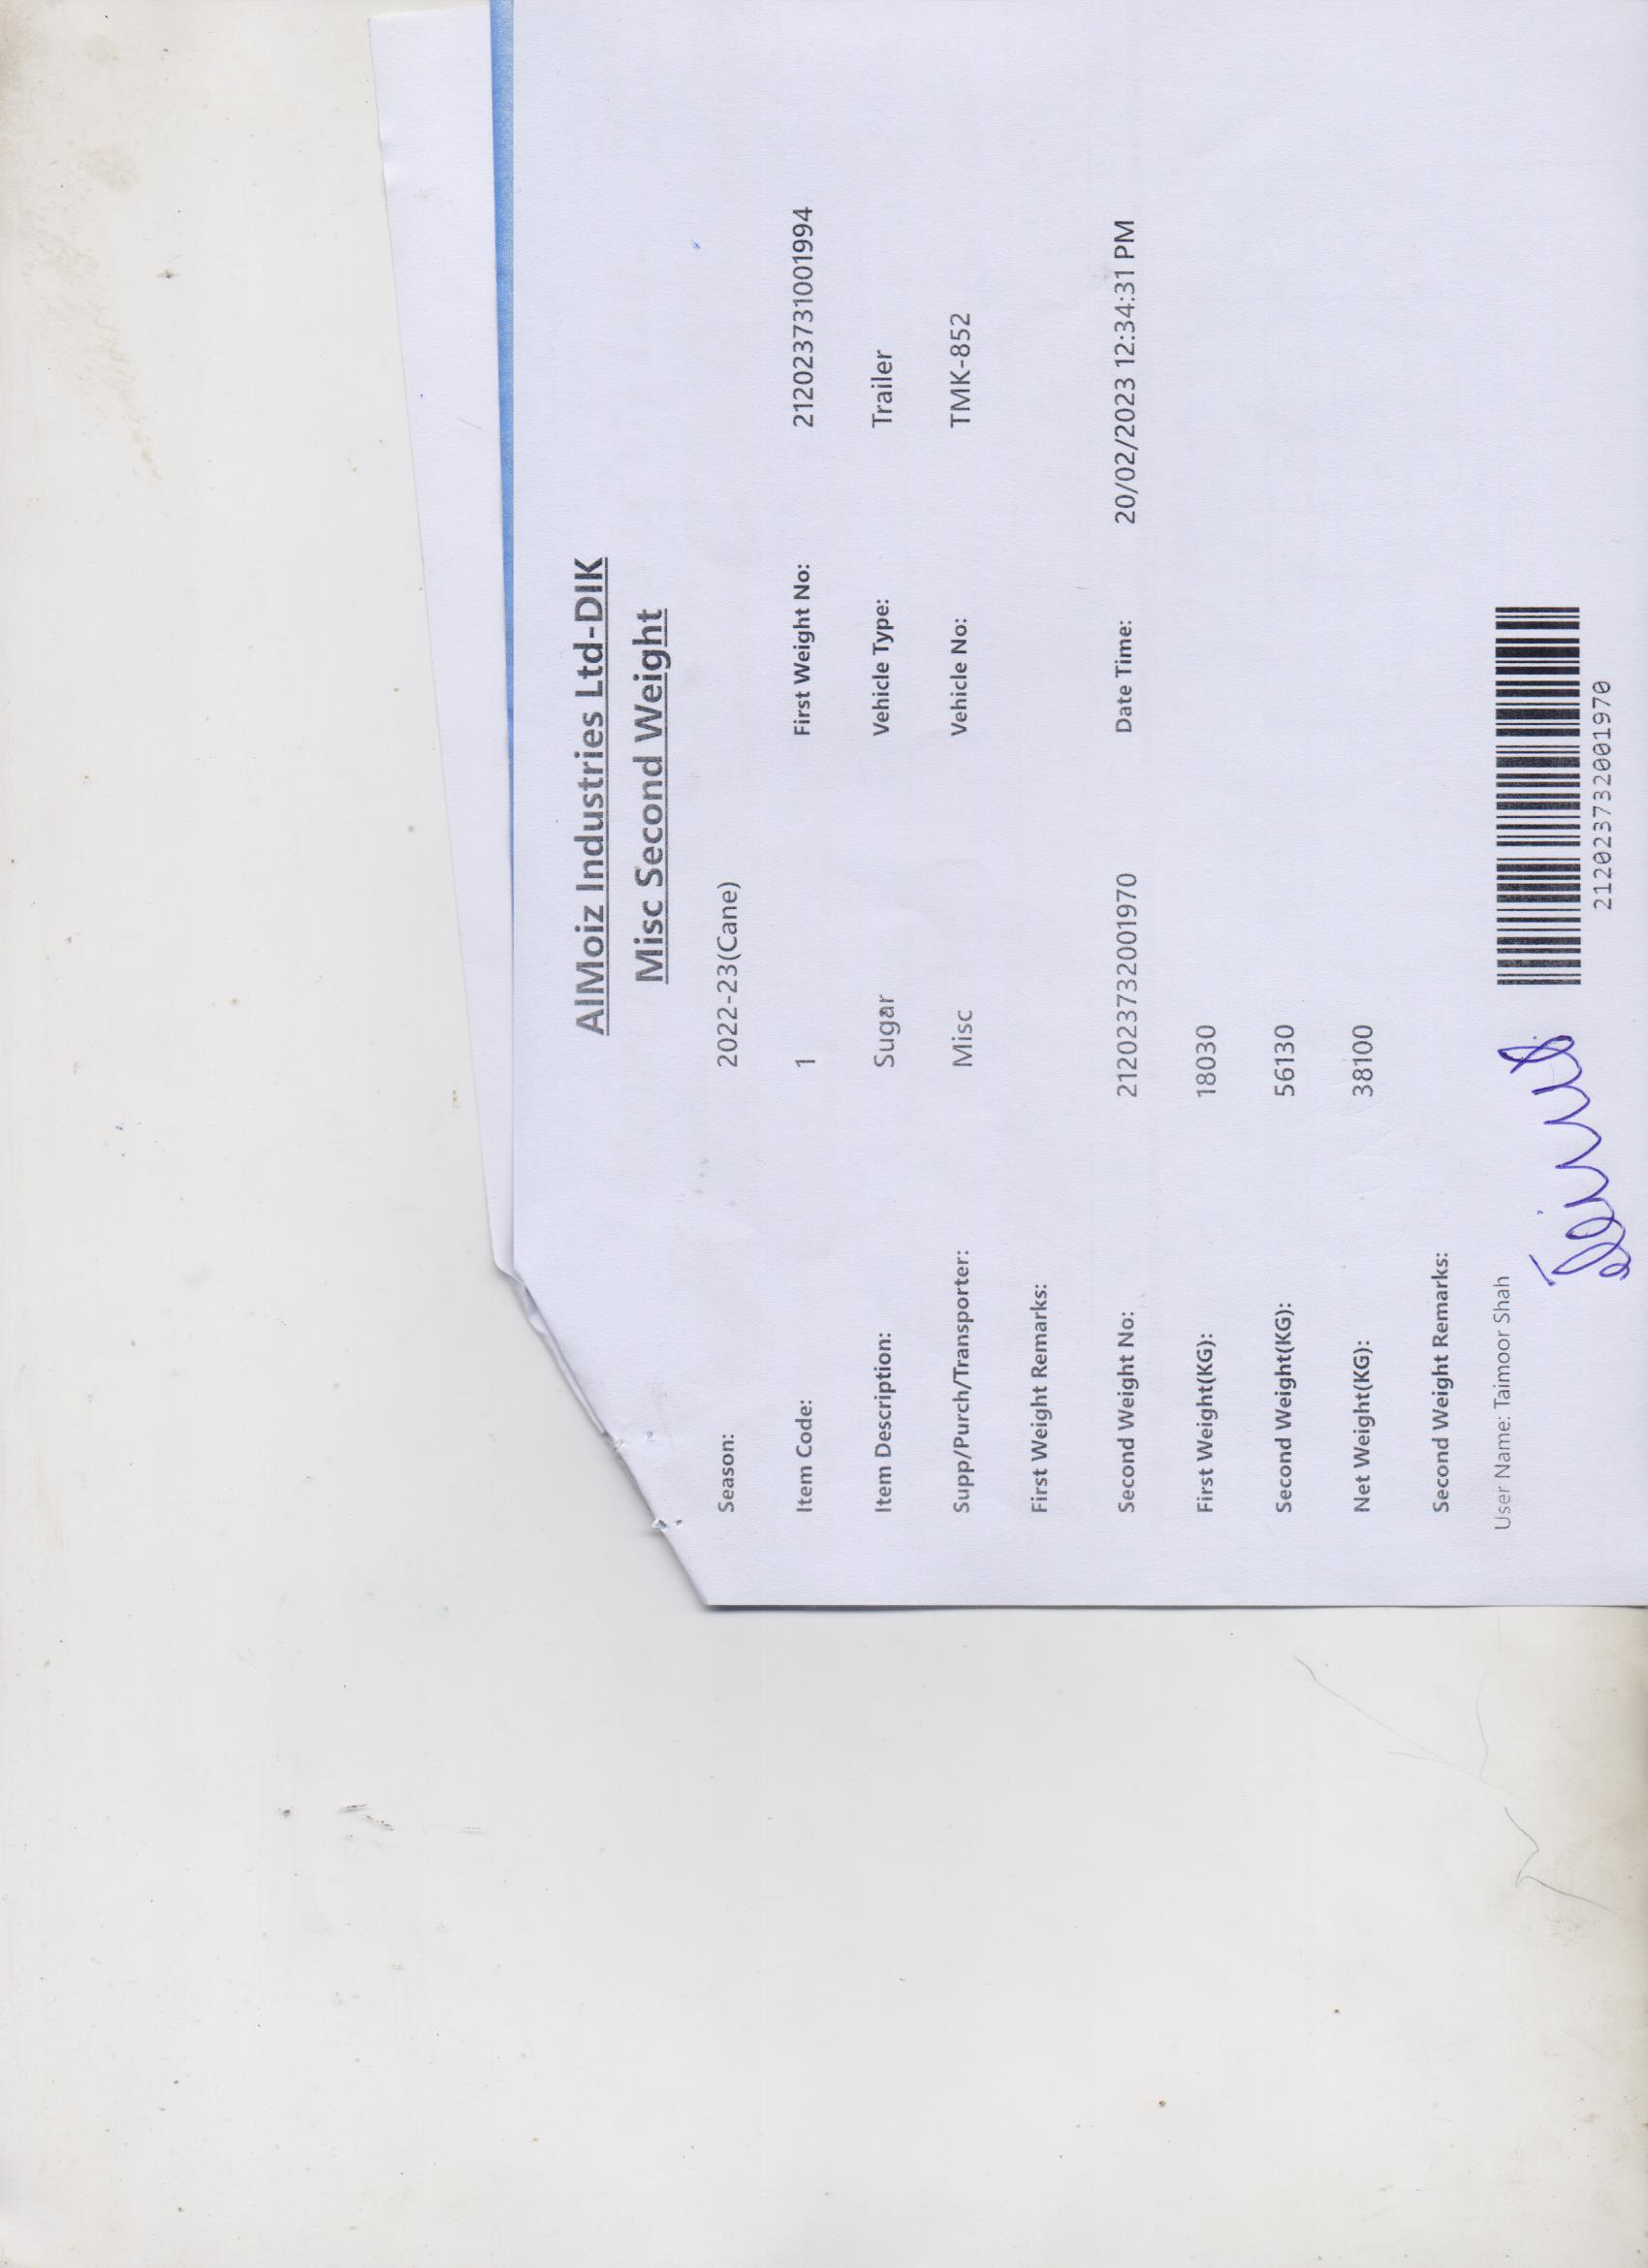 AlMoiz Industries Ltd-DIK
Misc Second Weight
Season: 2022-23(Cane)
Item Code: 1 First Weight No: 2120237310019​94
Item Description: Sugar Vehicle Type: Trailer
Supp/Purch/Transporter: Misc Vehicle No: TMK-852
First Weight Remarks:
Second Weight No: 212023732001970 Date Time: 20/02/2023 12:34:31 PM
First Weight(KG): 18030
Second Weight(KG): 56130
Net Weight(KG): 38100
Second Weight Remarks:
User Name: Taimoor Shah
212023732001970